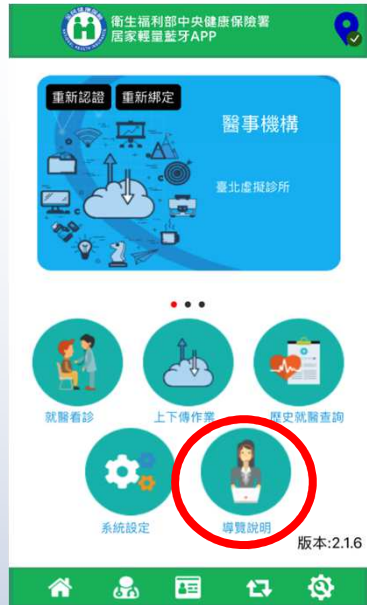 衛生福利部中央健康保險署
居家輕量藍牙APP
重新認證 重新綁定
醫事機構
臺北虛擬診所
就醫看診 上下傳作業 歷史就醫查詢
系統設定 導覽說明
版本:2.1.6